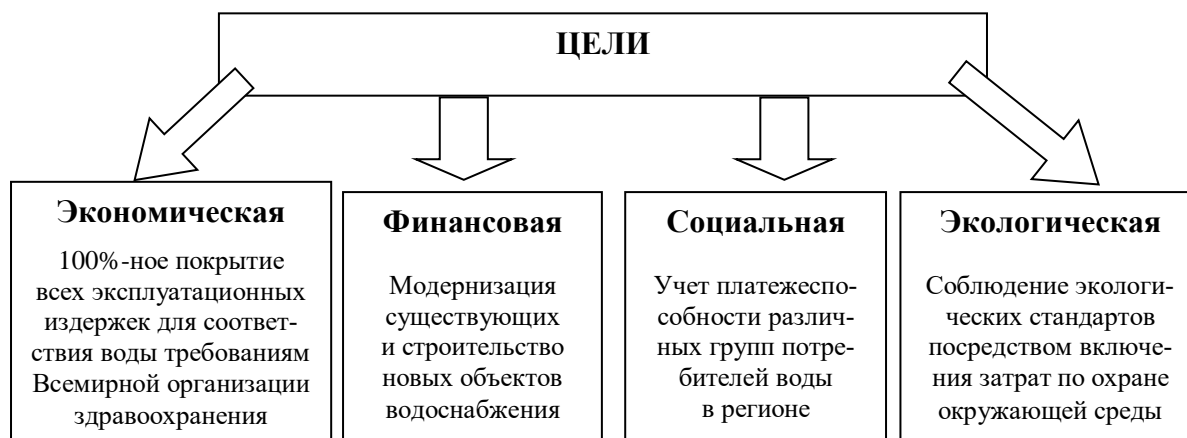 ЦЕЛИ
Экономическая
100%-ное покрытие
всех эксплуатационных
издержек для соответ-
ствия воды требованиям
Всемирной организации
здравоохранения
Финансовая
Модернизация
существующих
и строительство
новых объектов
водоснабжения
Социальная
Учет платежеспо-
собности различ-
ных групп потре-
бителей воды
в регионе
Экологическая
Соблюдение экологи-
ческих стандартов
посредством включе-
ния затрат по охране
окружающей среды